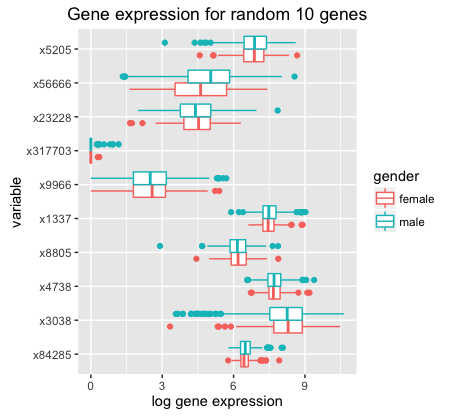 Gene expression for random 10 genes
variable
x5205
x56666
x23228
x317703
x9966
x1337
x8805
x4738
x3038
x84285
0 3 6 9
log gene expression
gender
female
male